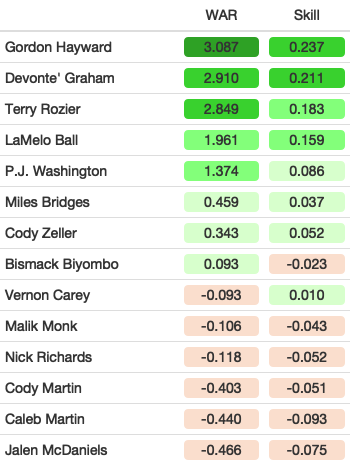 WAR Skill
Gordon Hayward 3.087 0.237
Devonte' Graham 2.910 0.211
Terry Rozier 2.849 0.183
LaMelo Ball 1.961 0.159
P.J. Washington 1.374 0.086
Miles Bridges 0.459 0.037
Cody Zeller 0.343 0.052
Bismack Biyombo 0.093 -0.023
Vernon Carey -0.093 0.010
Malik Monk -0.106 -0.043
Nick Richards -0.118 -0.052
Cody Martin -0.403 -0.051
Caleb Martin -0.440 -0.093
Jalen McDaniels -0.466 -0.075